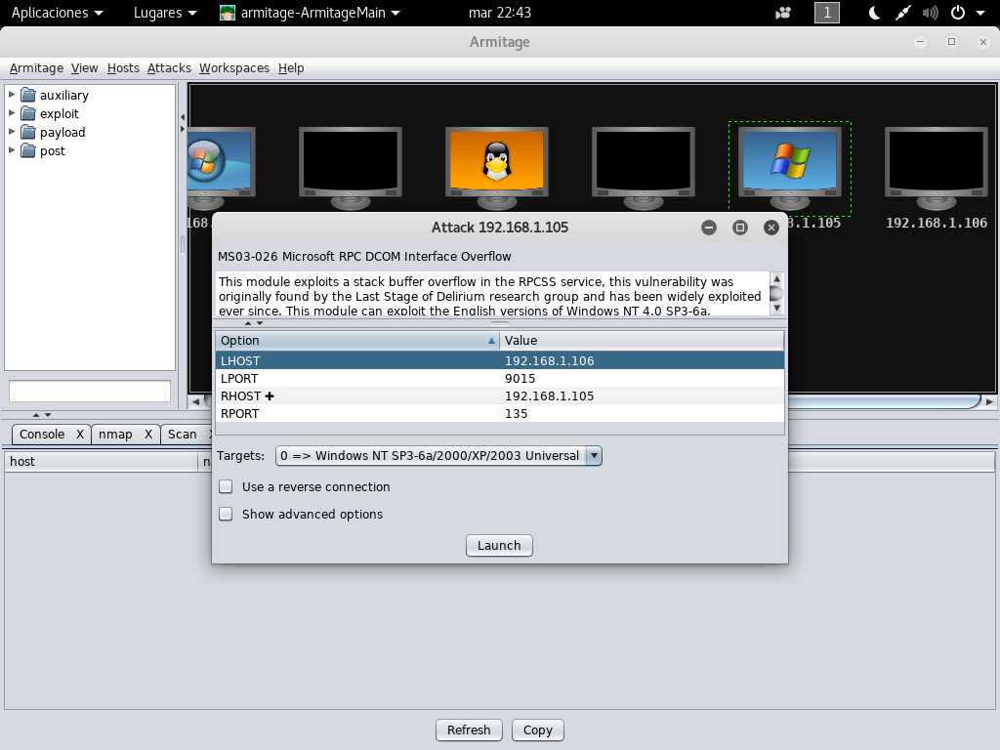 Aplicaciones Lugares armitage-ArmitageMain mar 22:43 1
Armitage
Armitage View Hosts Attacks Workspaces Help
auxiliary
exploit
payload
post
168. 8.1.105 192.168.1.106
Attack 192.168.1.105
MS03-026 Microsoft RPC DCOM Interface Overflow
This module exploits a stack buffer overflow in the RPCSS service, this vulnerability was
originally found by the Last Stage of Delirium research group and has been widely exploited
ever since. This module can exploit the English versions of Windows NT 4.0 SP3-6a,
Option Value
LHOST 192.168.1.106
LPORT 9015
RHOST ✚ 192.168.1.105
RPORT 135
Targets: 0 => Windows NT SP3-6a/2000/XP/2003 Universal
Use a reverse connection
Show advanced options
Launch
Console X nmap X Scan
host
Refresh Copy